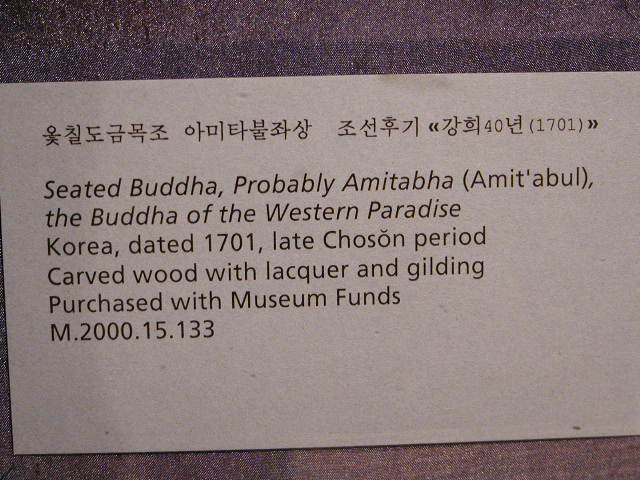 옻칠도금목조 아미타불좌상 조선후기 «강희40년(1701)»
Seated Buddha, Probably Amitabha (Amit'abul),
the Buddha of the Western Paradise
Korea, dated 1701, late Chosŏn period
Carved wood with lacquer and gilding
Purchased with Museum Funds
M.2000.15.133